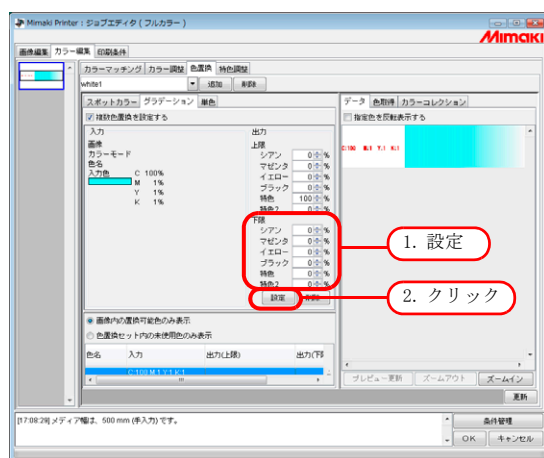 Mimaki Printer : ジョブエディタ ( フルカラー )
Mimaki
画像編集 カラー編集 印刷条件
カラーマッチング カラー調整 色置換 特色調整
white1 追加 削除
スポットカラー グラデーション 単色
複数色置換を設定する
入力
画像
カラーモード
色名
入力色 C 100%
M 1%
Y 1%
K 1%
出力
上限
シアン 0 %
マゼンタ 0 %
イエロー 0 %
ブラック 0 %
特色 100 %
特色2 0 %
下限
シアン 0 %
マゼンタ 0 %
イエロー 0 %
ブラック 0 %
特色 0 %
特色2 0 %
設定 削除
1. 設定
2. クリック
画像内の置換可能色のみ表示
色置換セット内の未使用色のみ表示
色名 入力 出力(上限) 出力(下限
C:100 M:1 Y:1 K:1
データ 色取得 カラーコレクション
指定色を反転表示する
C:100 M:1 Y:1 K:1
プレビュー更新 ズームアウト ズームイン
更新
[17:08:28] メディア幅は、500 mm (手入力) です。
条件管理
OK キャンセル